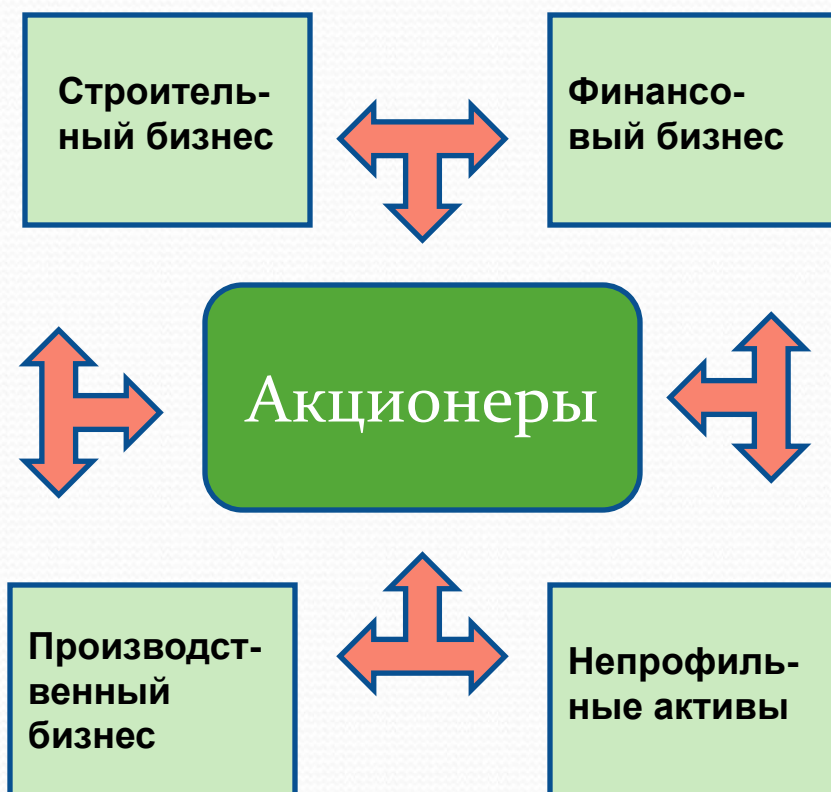 Строитель-
ный бизнес
Финансо-
вый бизнес
Акционеры
Производст-
венный
бизнес
Непрофиль-
ные активы